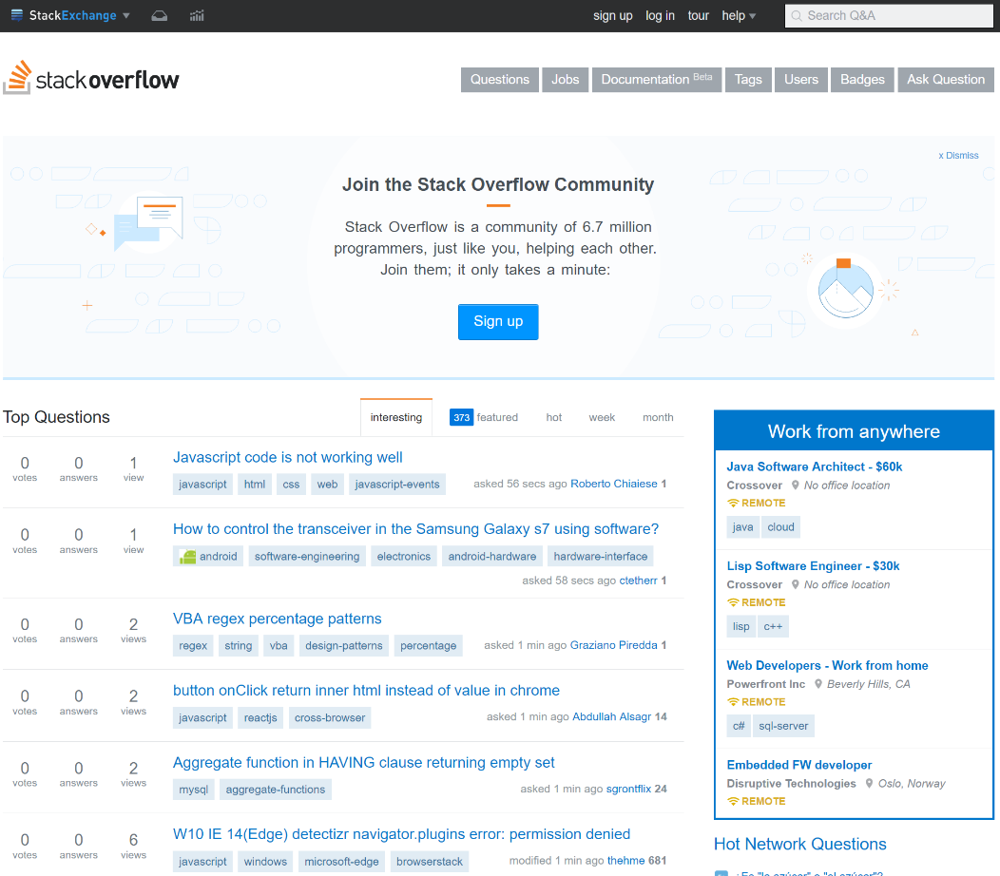 StackExchange sign up log in tour help Search Q&A
stackoverflow Questions Jobs Documentation Beta Tags Users Badges Ask Question
x Dismiss
Join the Stack Overflow Community
Stack Overflow is a community of 6.7 million
programmers, just like you, helping each other.
Join them; it only takes a minute:
Sign up
Top Questions interesting 373 featured hot week month
0 votes 0 answers 1 view
Javascript code is not working well
javascript html css web javascript-events
asked 56 secs ago Roberto Chiaiese 1
0 votes 0 answers 1 view
How to control the transceiver in the Samsung Galaxy s7 using software?
android software-engineering electronics android-hardware hardware-interface
asked 58 secs ago ctetherr 1
0 votes 0 answers 2 views
VBA regex percentage patterns
regex string vba design-patterns percentage
asked 1 min ago Graziano Piredda 1
0 votes 0 answers 2 views
button onClick return inner html instead of value in chrome
javascript reactjs cross-browser
asked 1 min ago Abdullah Alsagr 14
0 votes 0 answers 2 views
Aggregate function in HAVING clause returning empty set
mysql aggregate-functions
asked 1 min ago sgrontflix 24
0 votes 0 answers 6 views
W10 IE 14(Edge) detectizr navigator.plugins error: permission denied
javascript windows microsoft-edge browserstack
modified 1 min ago thehme 681
Work from anywhere
Java Software Architect - $60k
Crossover No office location
REMOTE
java cloud
Lisp Software Engineer - $30k
Crossover No office location
REMOTE
lisp c++
Web Developers - Work from home
Powerfront Inc Beverly Hills, CA
REMOTE
c# sql-server
Embedded FW developer
Disruptive Technologies Oslo, Norway
REMOTE
Hot Network Questions